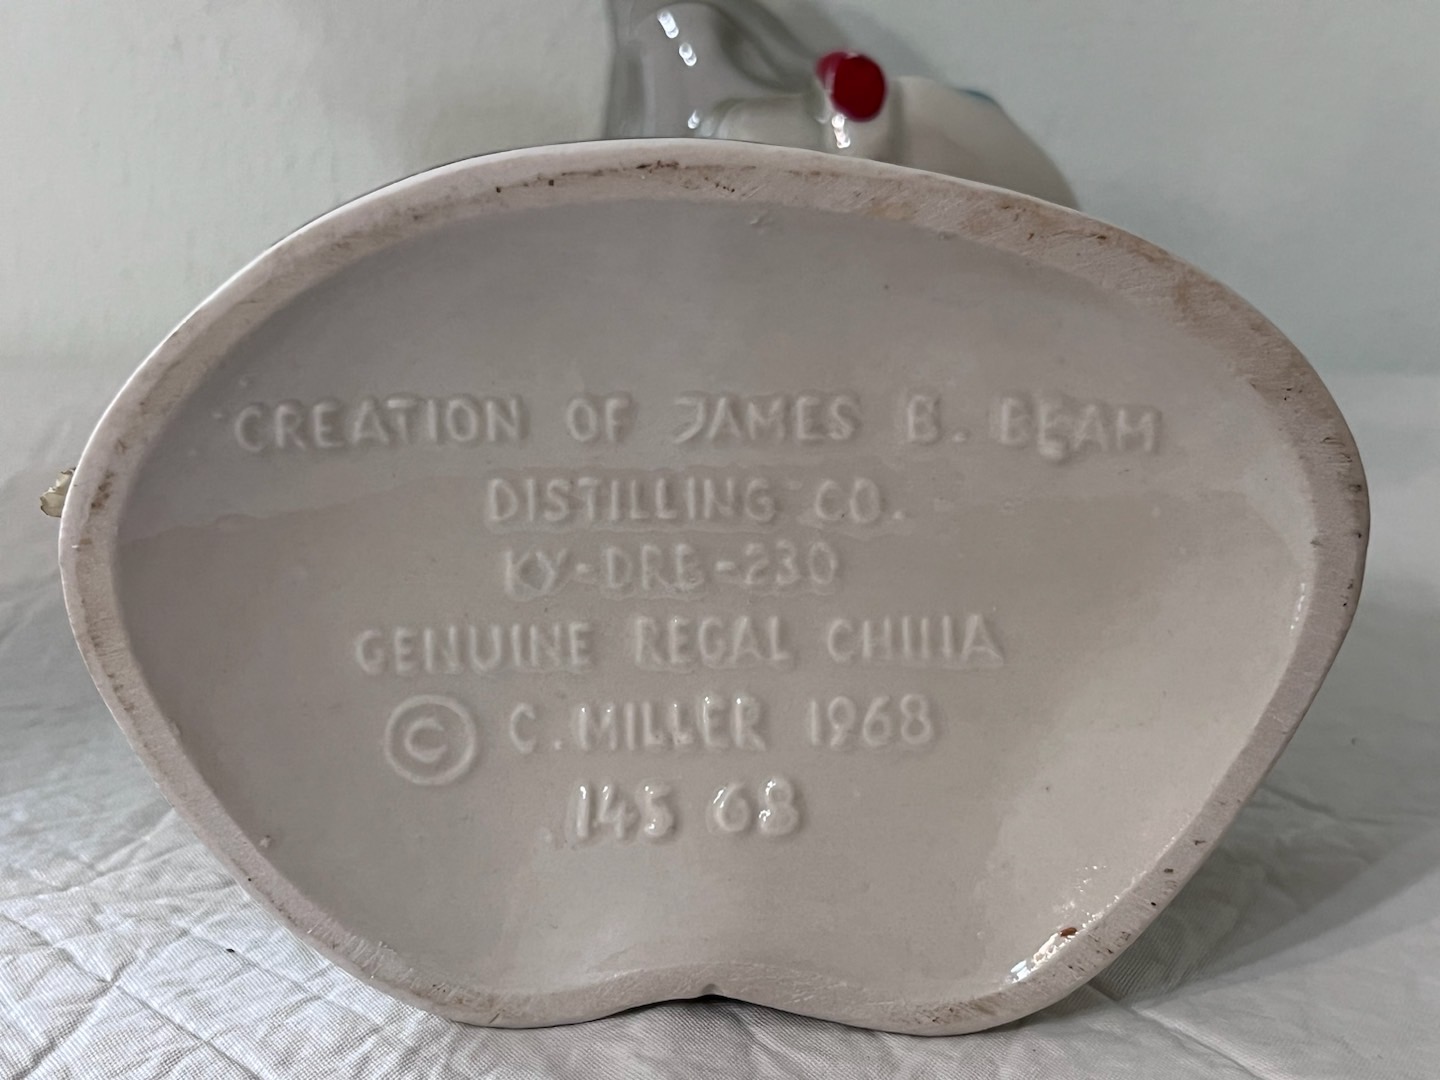 CREATION OF JAMES B. BEAM
DISTILLING CO.
KY-DRB-230
GENUINE REGAL CHINA
© C. MILLER 1968
145 68